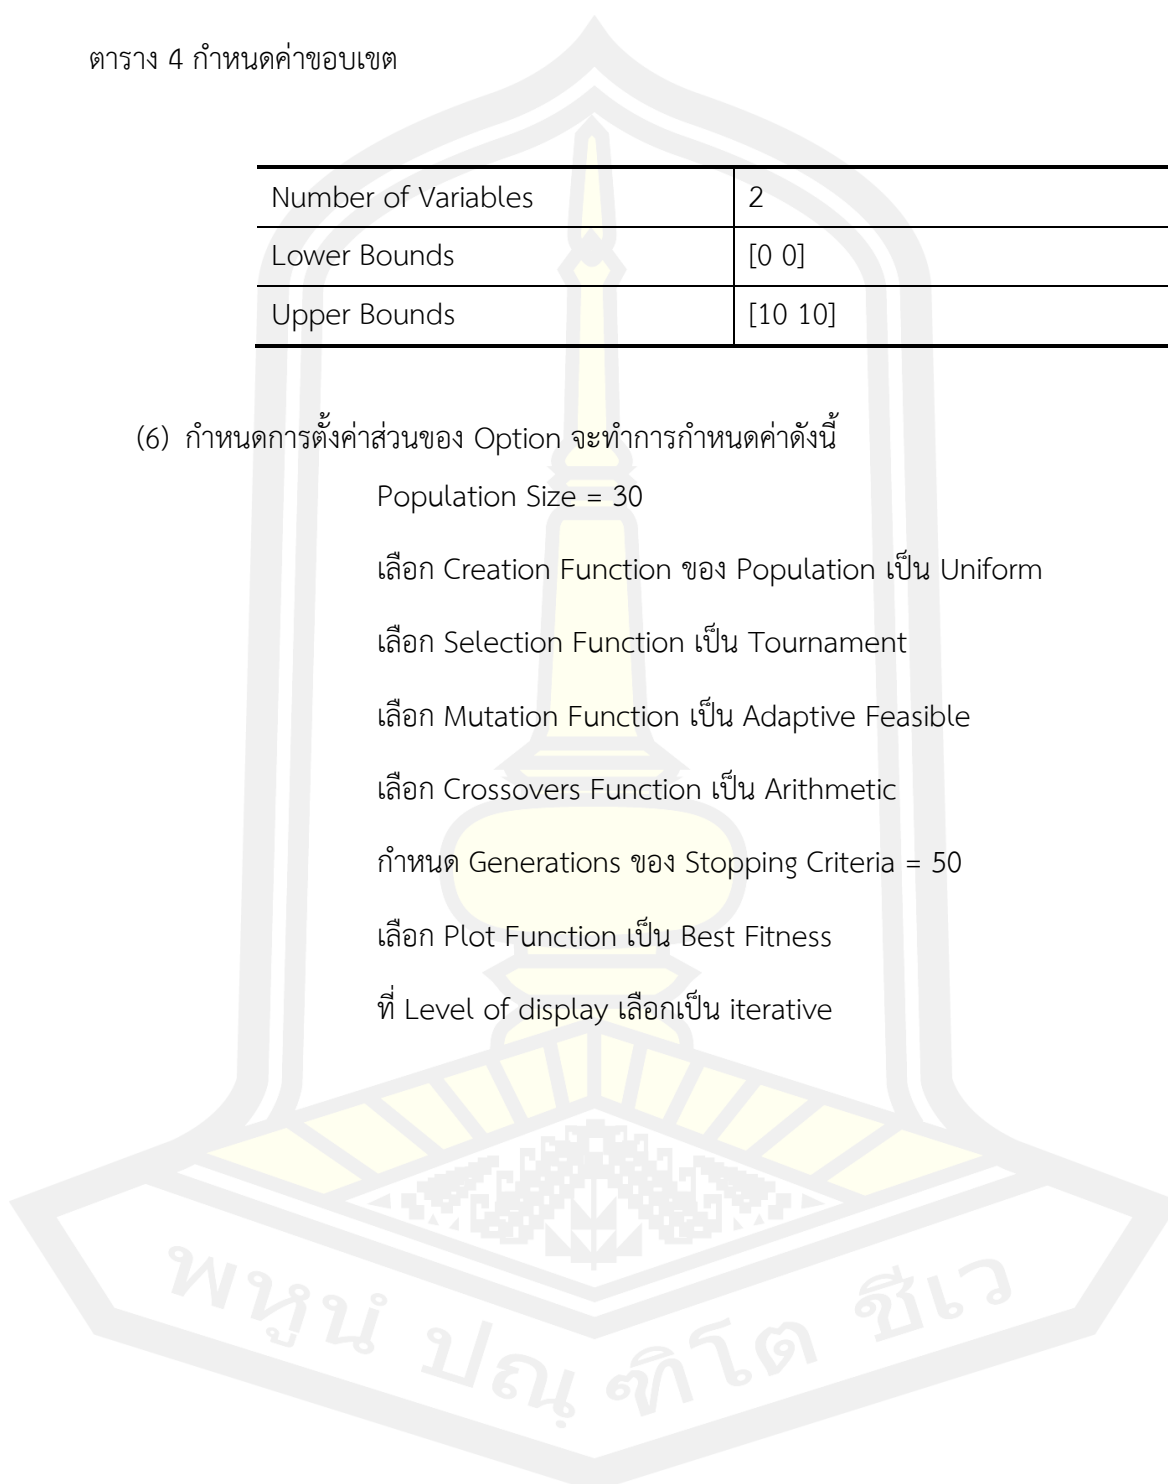 ตาราง 4 กำหนดค่าขอบเขต
Number of Variables 2
Lower Bounds [0 0]
Upper Bounds [10 10]
(6) กำหนดการตั้งค่าส่วนของ Option จะทำการกำหนดค่าดังนี้
Population Size = 30
เลือก Creation Function ของ Population เป็น Uniform
เลือก Selection Function เป็น Tournament
เลือก Mutation Function เป็น Adaptive Feasible
เลือก Crossovers Function เป็น Arithmetic
กำหนด Generations ของ Stopping Criteria = 50
เลือก Plot Function เป็น Best Fitness
ที่ Level of display เลือกเป็น iterative
พหูนํ ปณฺฑิโต ชีเว